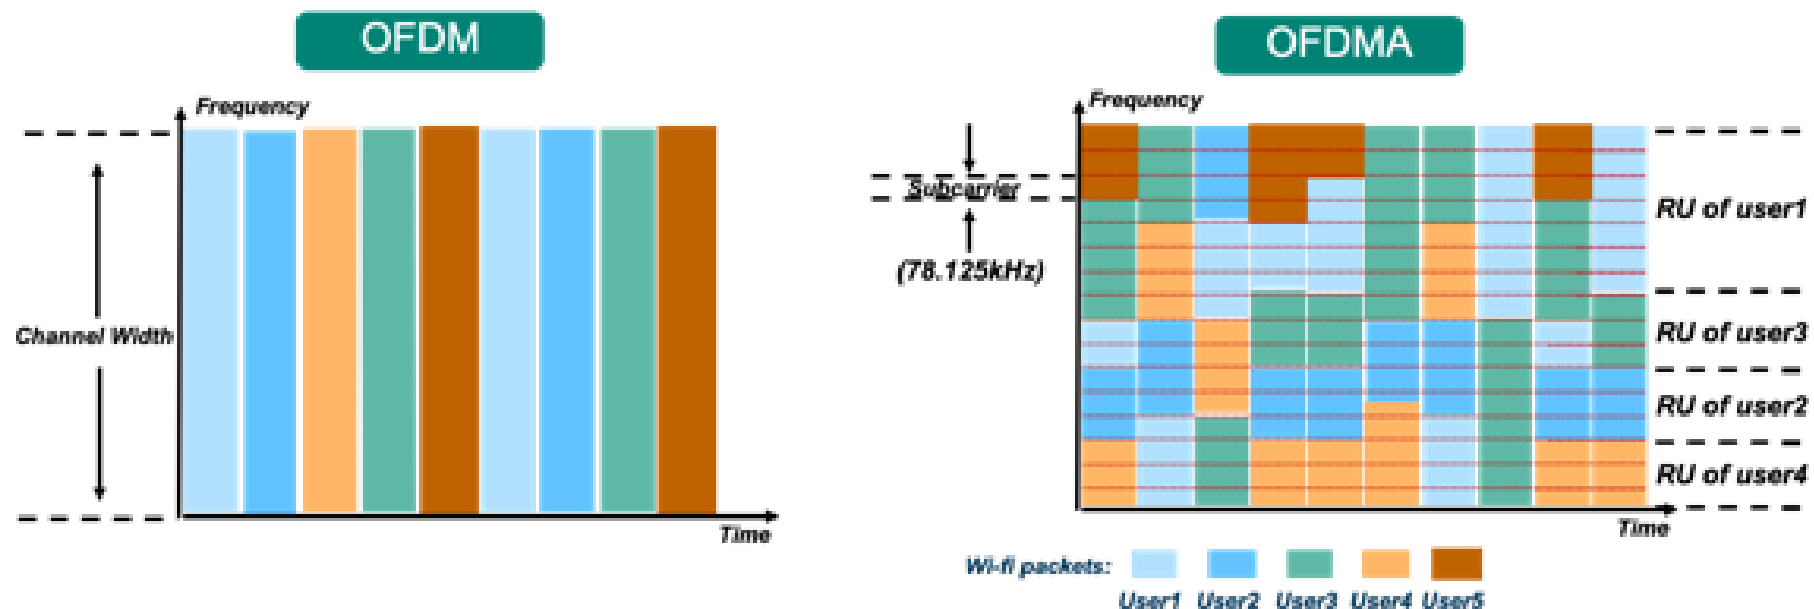 OFDM
Frequency
Channel Width
Time
OFDMA
Frequency
Subcarrier
(78.125kHz)
RU of user1
RU of user3
RU of user2
RU of user4
Time
Wi-fi packets:
User1 User2 User3 User4 User5